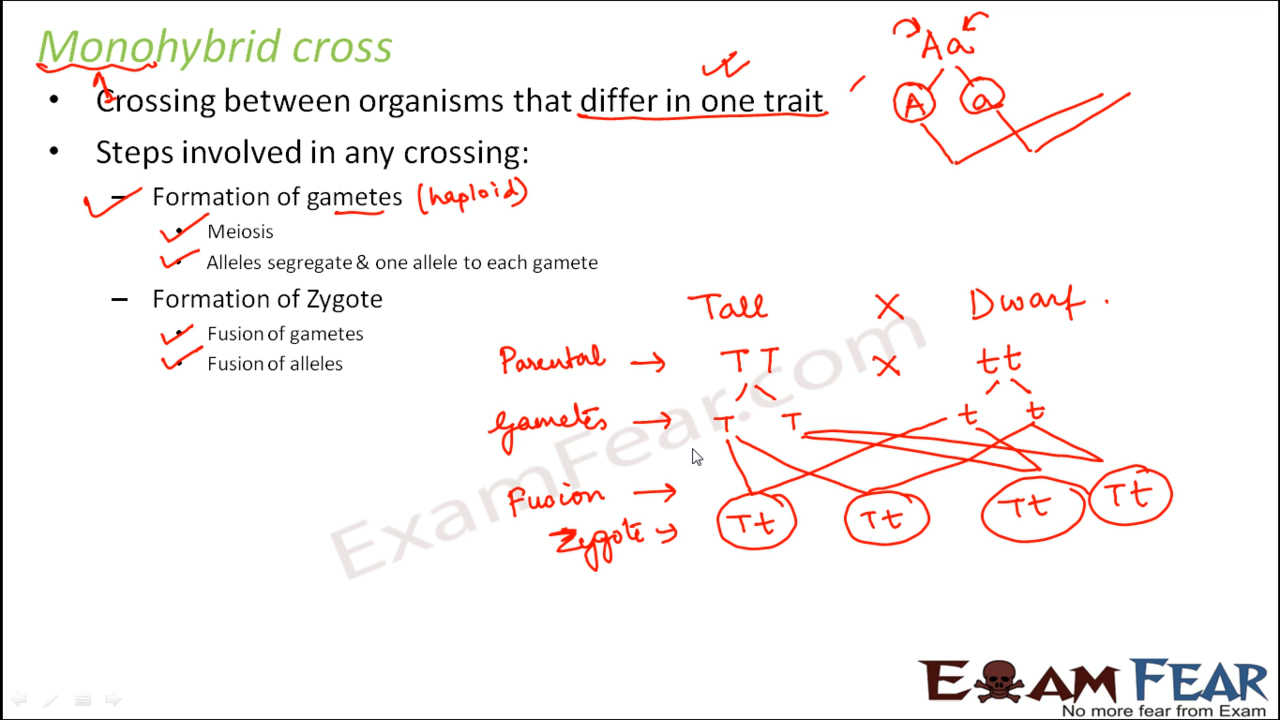 Monohybrid cross
Aa
A a
• Crossing between organisms that differ in one trait
• Steps involved in any crossing:
– Formation of gametes (haploid)
• Meiosis
• Alleles segregate & one allele to each gamete
– Formation of Zygote
Tall X Dwarf.
• Fusion of gametes
• Fusion of alleles
Parental → TT X tt
Gametes → T T t t
Fusion →
Zygote → Tt Tt Tt Tt
ExamFear.com
EXAM FEAR
No more fear from Exam